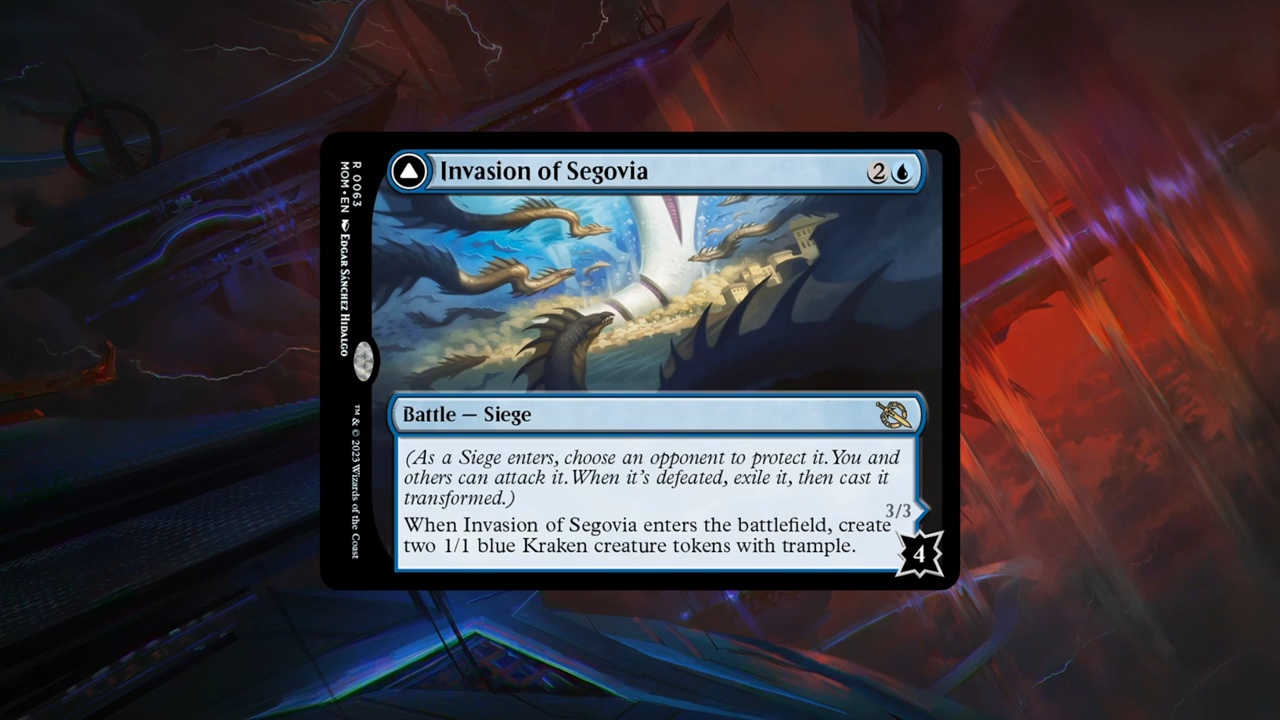 Invasion of Segovia
2
Battle — Siege
(As a Siege enters, choose an opponent to protect it. You and
others can attack it. When it's defeated, exile it, then cast it
transformed.)
3/3
When Invasion of Segovia enters the battlefield, create
two 1/1 blue Kraken creature tokens with trample.
4
R 0063
MOM • EN Edgar Sánchez Hidalgo
™ & © 2023 Wizards of the Coast